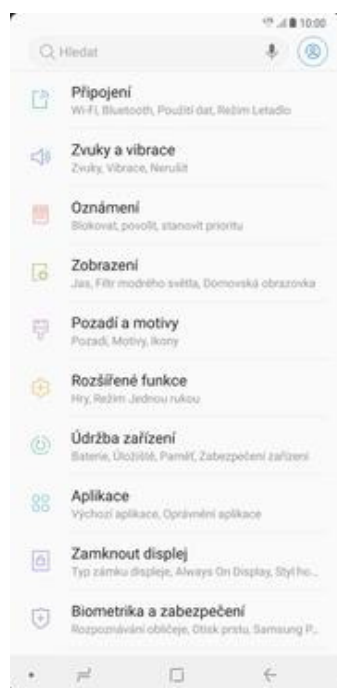 10:00
Hledat
Připojení
Wi-Fi, Bluetooth, Použití dat, Režim Letadlo
Zvuky a vibrace
Zvuky, Vibrace, Nerušit
Oznámení
Blokovat, povolit, stanovit prioritu
Zobrazení
Jas, Filtr modrého světla, Domovská obrazovka
Pozadí a motivy
Pozadí, Motivy, Ikony
Rozšířené funkce
Hry, Režim Jednou rukou
Údržba zařízení
Baterie, Úložiště, Paměť, Zabezpečení zařízení
Aplikace
Výchozí aplikace, Oprávnění aplikace
Zamknout displej
Typ zámku displeje, Always On Display, Styl ho...
Biometrika a zabezpečení
Rozpoznávání obličeje, Otisk prstu, Samsung P...